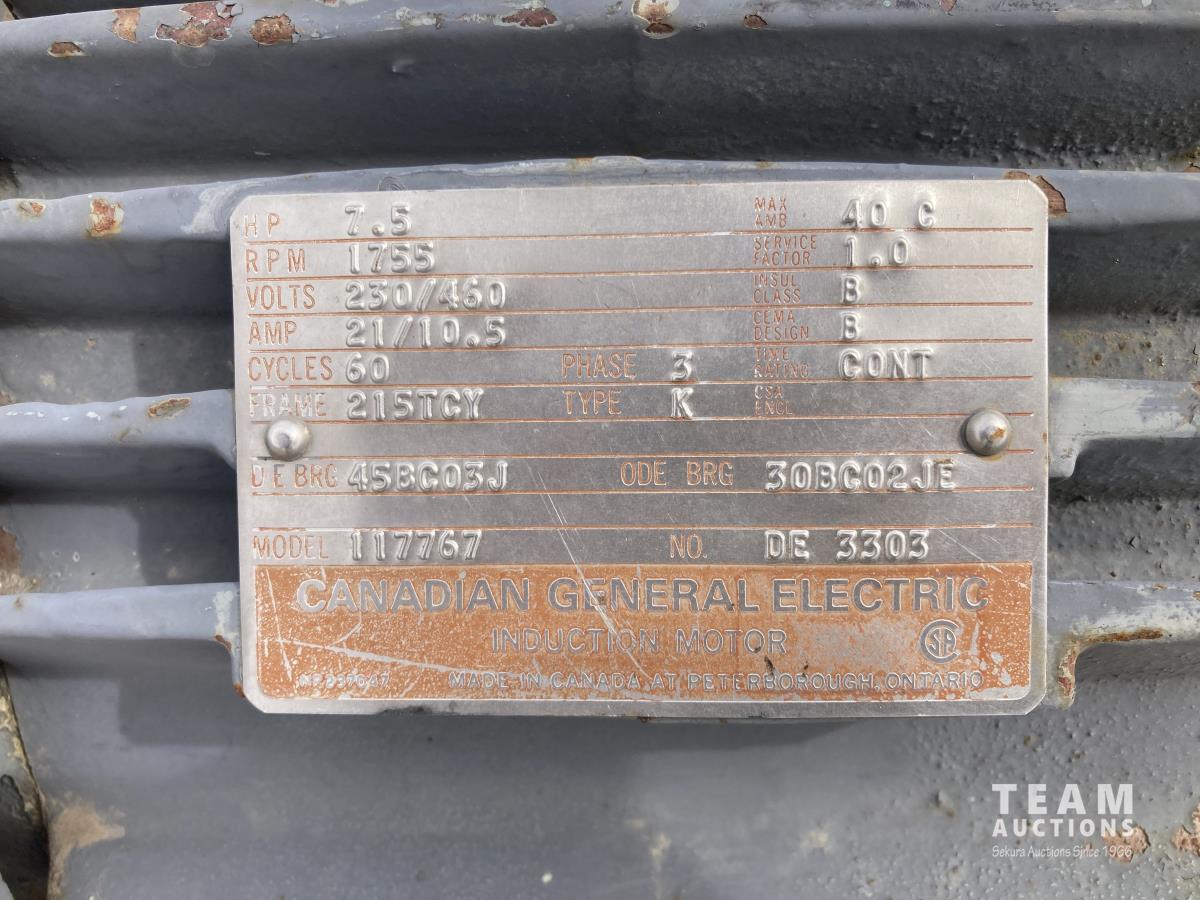 HP 7.5 MAX AMB 40 C
RPM 1755 SERVICE FACTOR 1.0
VOLTS 230/460 INSUL CLASS B
AMP 21/10.5 CEMA DESIGN B
CYCLES 60 PHASE 3 TIME RATING CONT
FRAME 215TCY TYPE K CSA ENCL
D E BRG 45BC03J ODE BRG 30BC02JE
MODEL 117767 NO. DE 3303
CANADIAN GENERAL ELECTRIC
INDUCTION MOTOR SA
MADE IN CANADA AT PETERBOROUGH, ONTARIO
TEAM
AUCTIONS
Sekura Auctions Since 1966